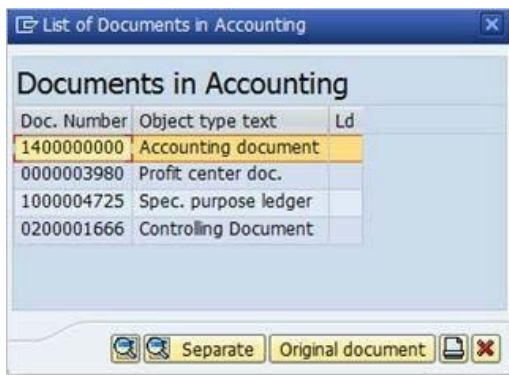 List of Documents in Accounting
Documents in Accounting
Doc. Number Object type text Ld
1400000000 Accounting document
0000003980 Profit center doc.
1000004725 Spec. purpose ledger
0200001666 Controlling Document
Separate Original document